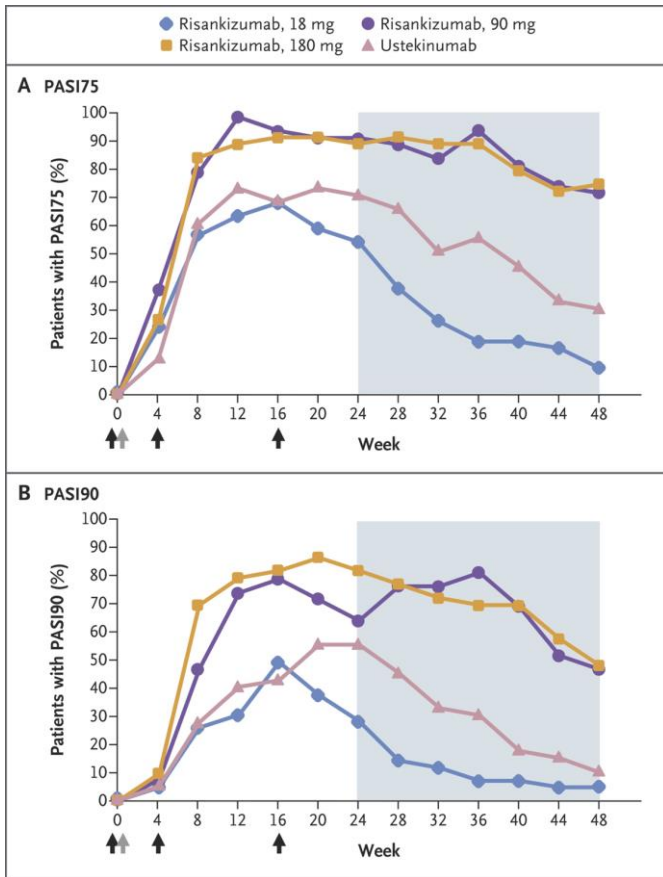 Risankizumab, 18 mg Risankizumab, 90 mg
Risankizumab, 180 mg Ustekinumab
A PASI75
Patients with PASI75 (%)
100
90
80
70
60
50
40
30
20
10
0
0 4 8 12 16 20 24 28 32 36 40 44 48
Week
B PASI90
Patients with PASI90 (%)
100
90
80
70
60
50
40
30
20
10
0
0 4 8 12 16 20 24 28 32 36 40 44 48
Week